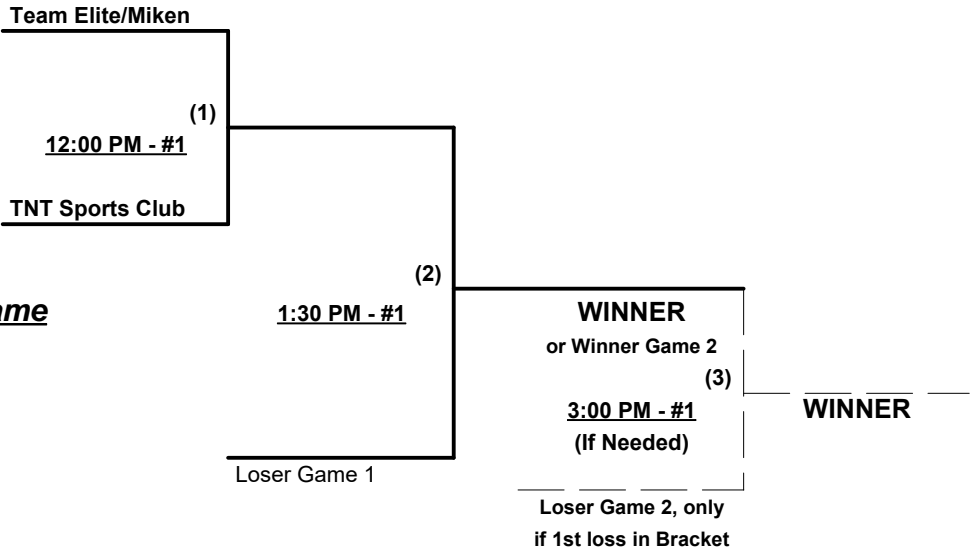 Team Elite/Miken
(1)
12:00 PM - #1
TNT Sports Club
(2)
1:30 PM - #1
WINNER
or Winner Game 2
(3)
3:00 PM - #1
WINNER
(If Needed)
Loser Game 1
Loser Game 2, only
if 1st loss in Bracket